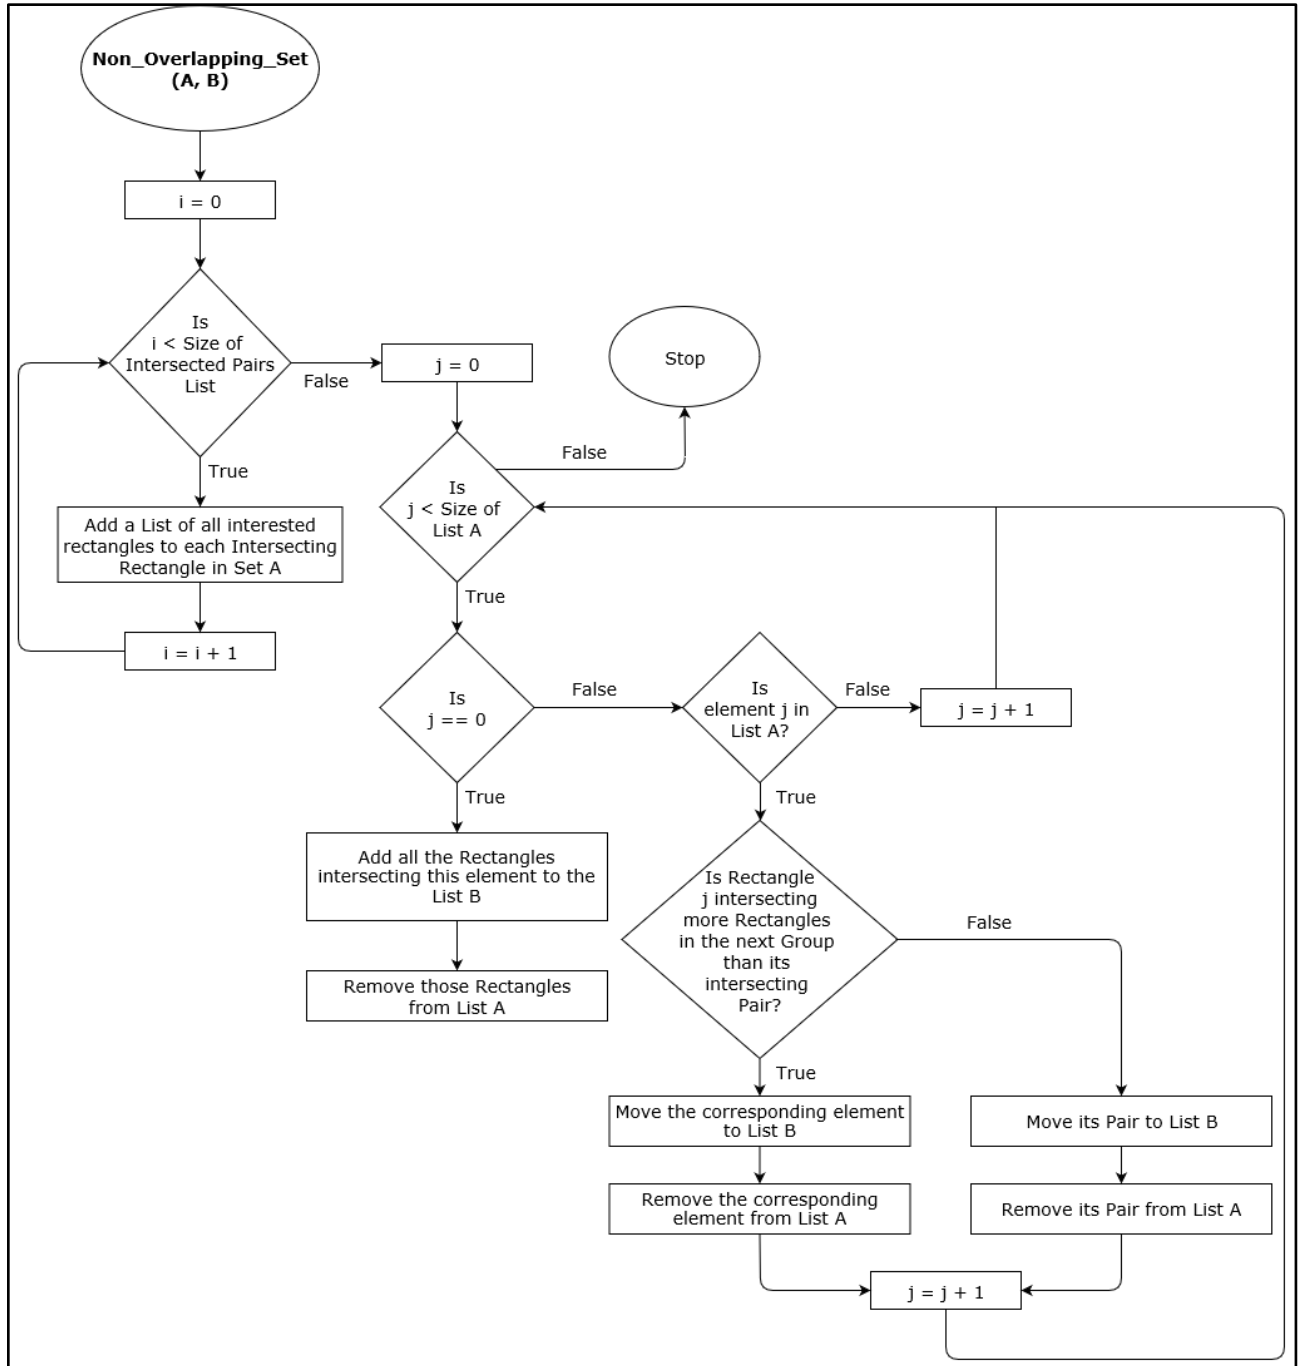 Non_Overlapping_Set
(A, B)
i = 0
Is
i < Size of
Intersected Pairs
List
False
True
Add a List of all interested
rectangles to each Intersecting
Rectangle in Set A
i = i + 1
j = 0
Stop
False
Is
j < Size of
List A
True
Is
j == 0
False
True
Add all the Rectangles
intersecting this element to the
List B
Remove those Rectangles
from List A
Is
element j in
List A?
False
j = j + 1
True
Is Rectangle
j intersecting
more Rectangles
in the next Group
than its
intersecting
Pair?
False
True
Move the corresponding element
to List B
Remove the corresponding
element from List A
Move its Pair to List B
Remove its Pair from List A
j = j + 1